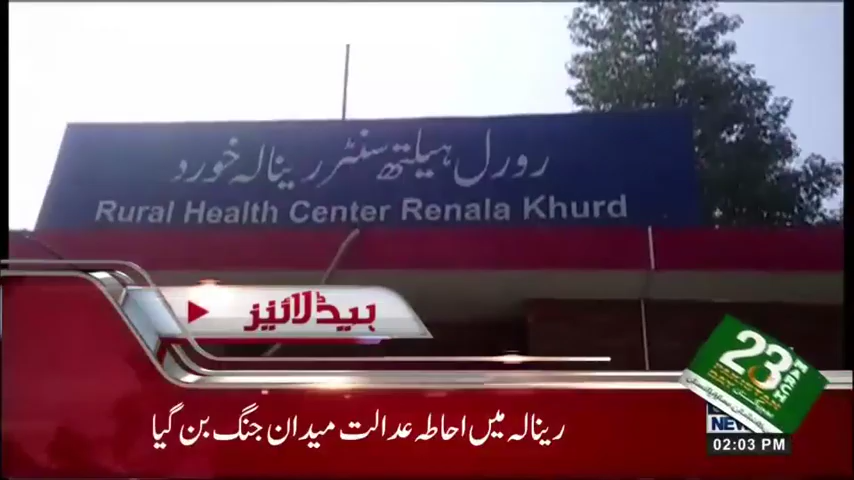 رورل ہیلتھ سنٹر رینالہ خورد
Rural Health Center Renala Khurd
ہیڈلائنز
23
MARCH
NEWS
02:03 PM
رینالہ میں احاطہ عدالت میدان جنگ بن گیا